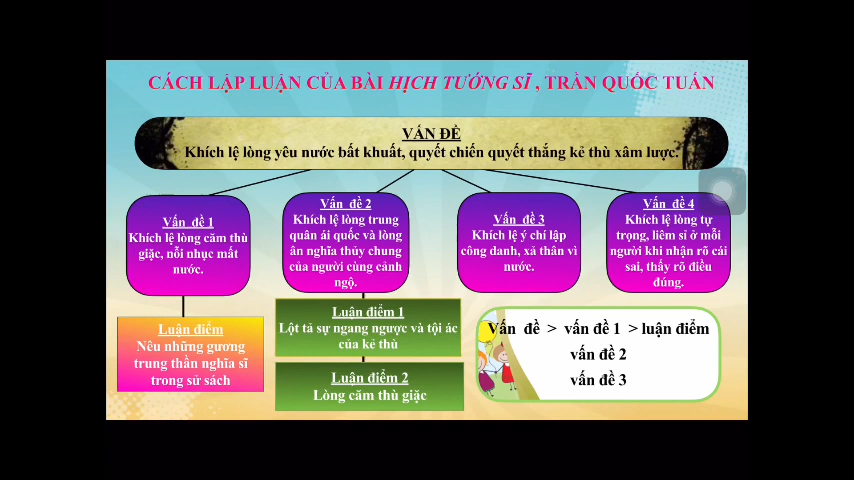 CÁCH LẬP LUẬN CỦA BÀI HỊCH TƯỚNG SĨ , TRẦN QUỐC TUẤN
VẤN ĐỀ
Khích lệ lòng yêu nước bất khuất, quyết chiến quyết thắng kẻ thù xâm lược.
Vấn đề 1
Khích lệ lòng căm thù
giặc, nỗi nhục mất
nước.
Vấn đề 2
Khích lệ lòng trung
quân ái quốc và lòng
ân nghĩa thủy chung
của người cùng cảnh
ngộ.
Vấn đề 3
Khích lệ ý chí lập
công danh, xả thân vì
nước.
Vấn đề 4
Khích lệ lòng tự
trọng, liêm sỉ ở mỗi
người khi nhận rõ cái
sai, thấy rõ điều
đúng.
Luận điểm
Nêu những gương
trung thần nghĩa sĩ
trong sử sách
Luận điểm 1
Lột tả sự ngang ngược và tội ác
của kẻ thù
Luận điểm 2
Lòng căm thù giặc
Vấn đề > vấn đề 1 > luận điểm
vấn đề 2
vấn đề 3